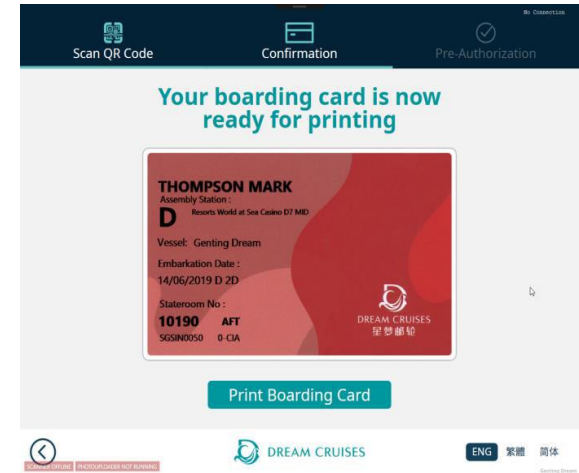 No Connection
Scan QR Code
Confirmation
Pre-Authorization
Your boarding card is now
ready for printing
THOMPSON MARK
Assembly Station :
D Resorts World at Sea Casino D7 MID
Vessel: Genting Dream
Embarkation Date :
14/06/2019 D 2D
Stateroom No :
10190 AFT
SGSIN0050 0-CIA
DREAM CRUISES
星梦邮轮
Print Boarding Card
SCANNER OFFLINE PHOTOUPLOADER NOT RUNNING
DREAM CRUISES
ENG 繁體 简体
Genting Dream